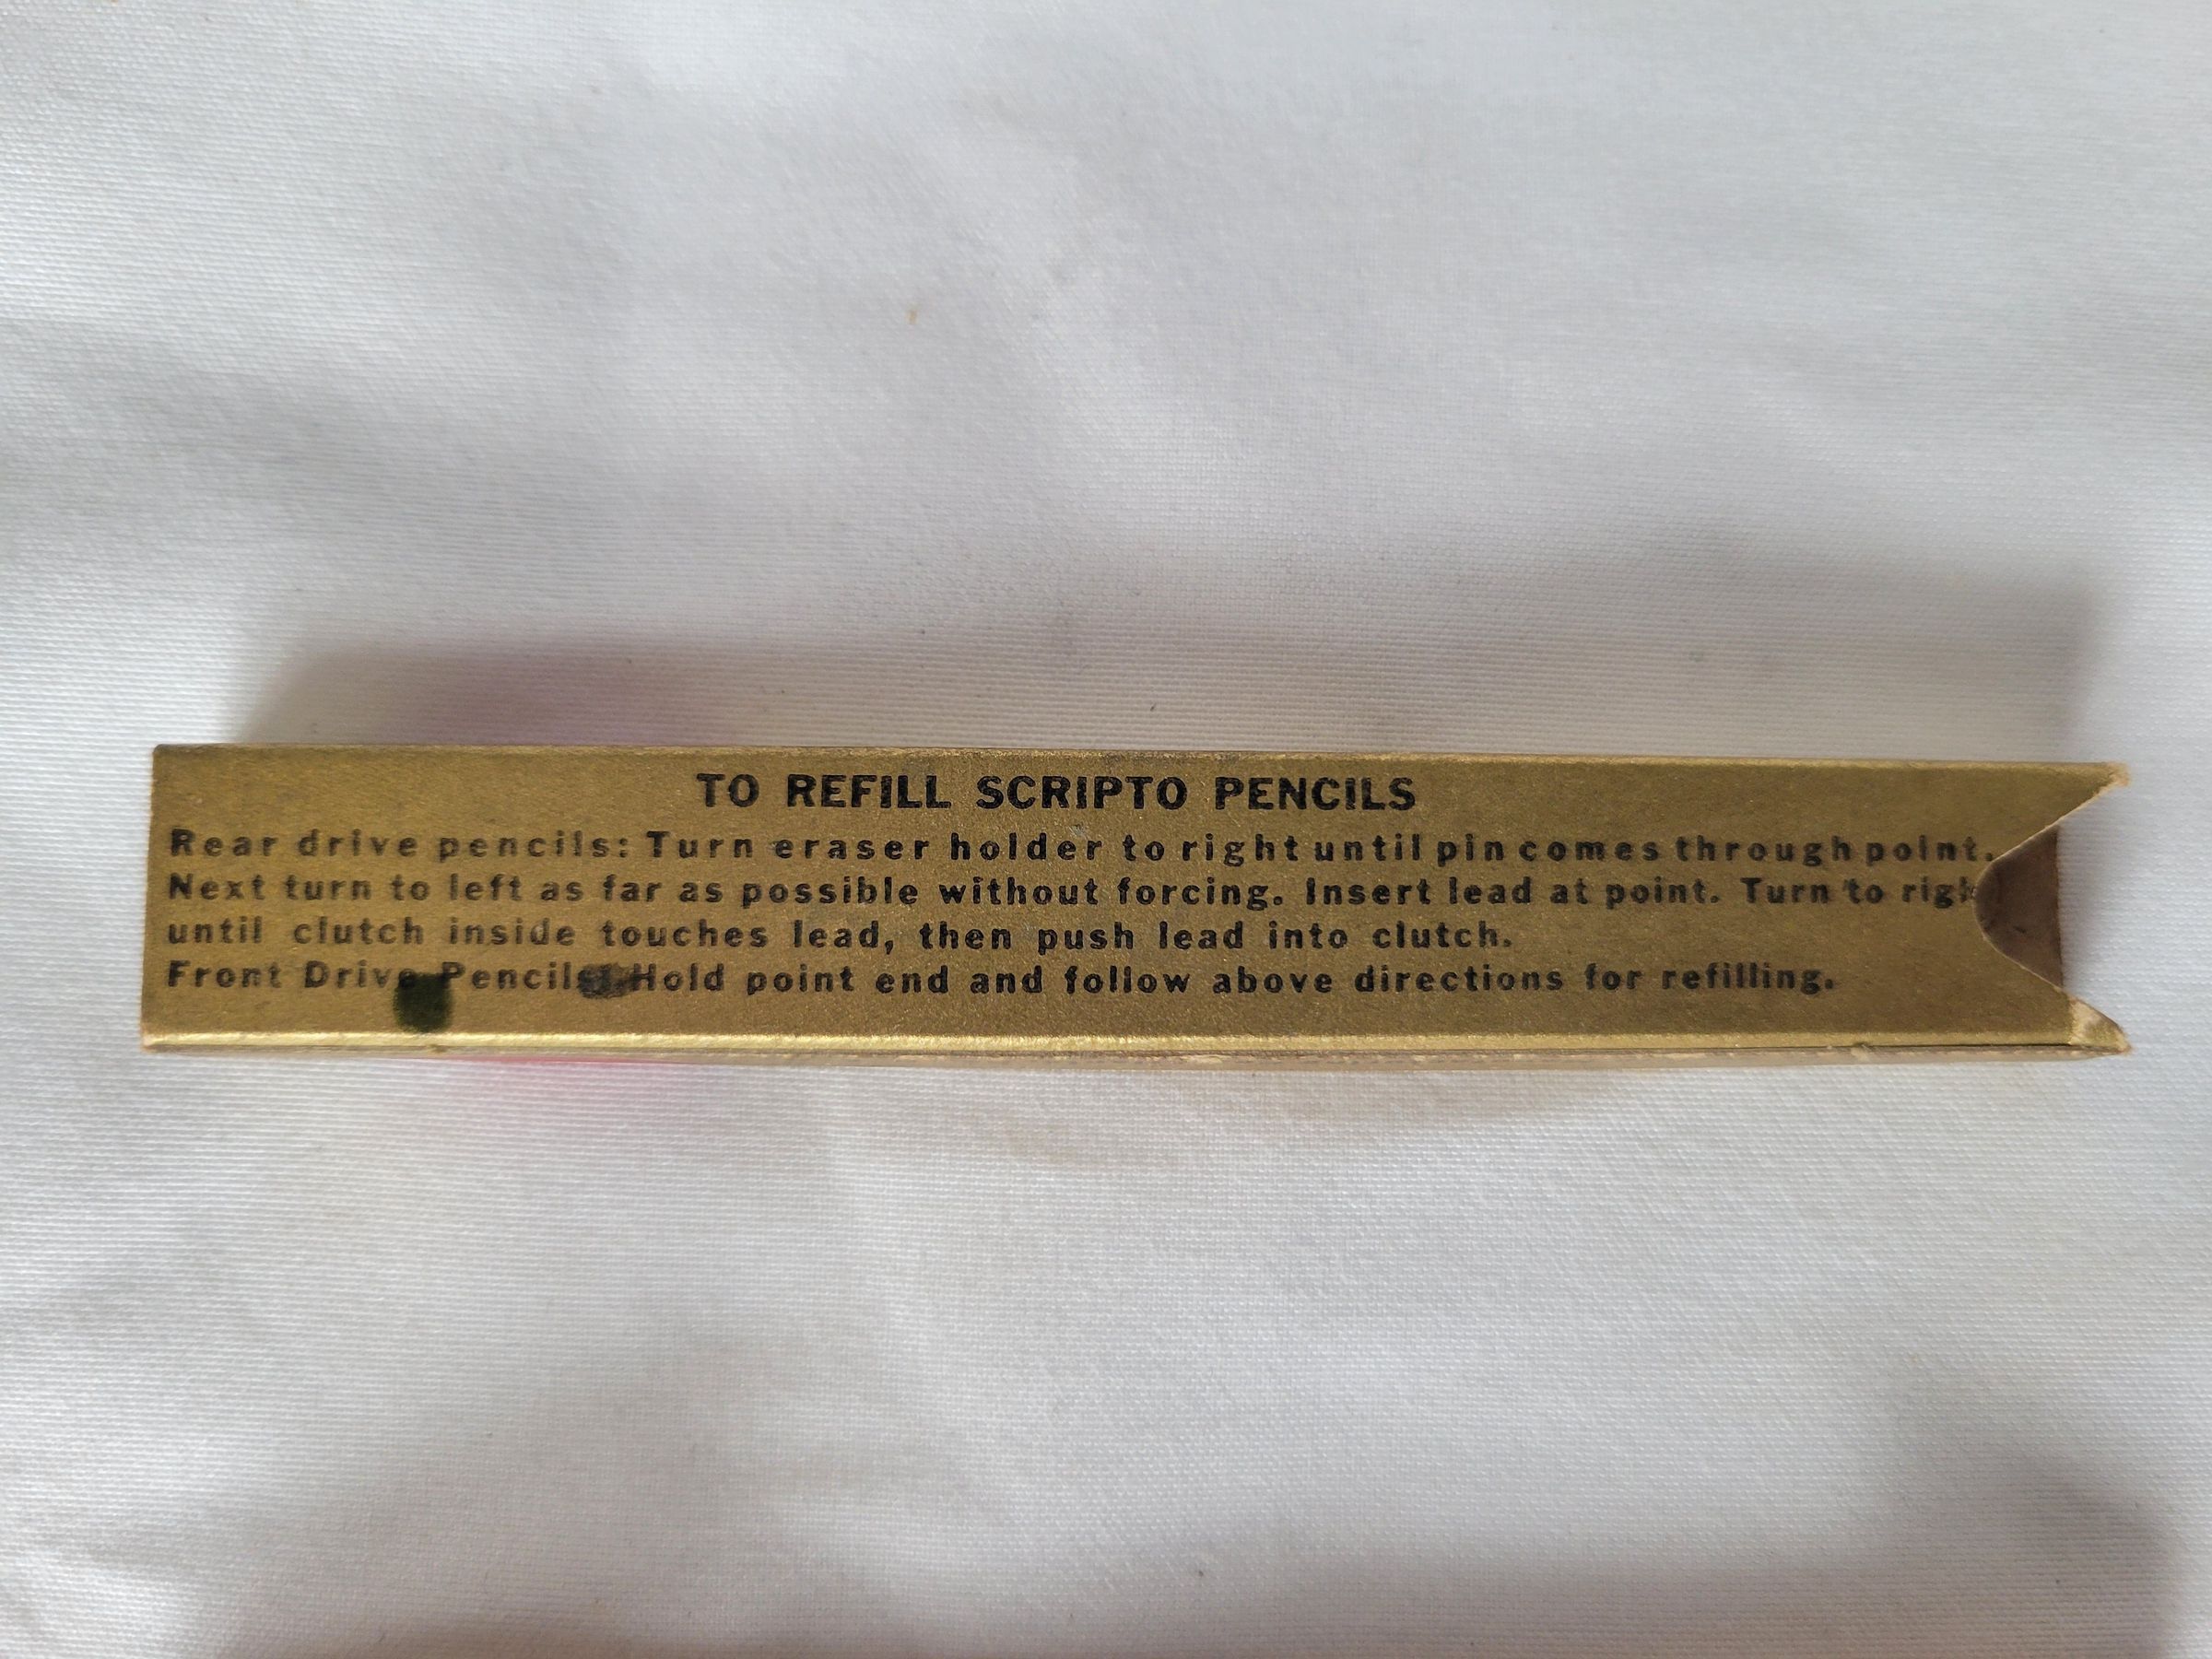 TO REFILL SCRIPTO PENCILS
Rear drive pencils: Turn eraser holder to right until pin comes through point.
Next turn to left as far as possible without forcing. Insert lead at point. Turn to
until clutch inside touches lead, then push lead into clutch.
Front Drive Pencils: Hold point end and follow above directions for refilling.